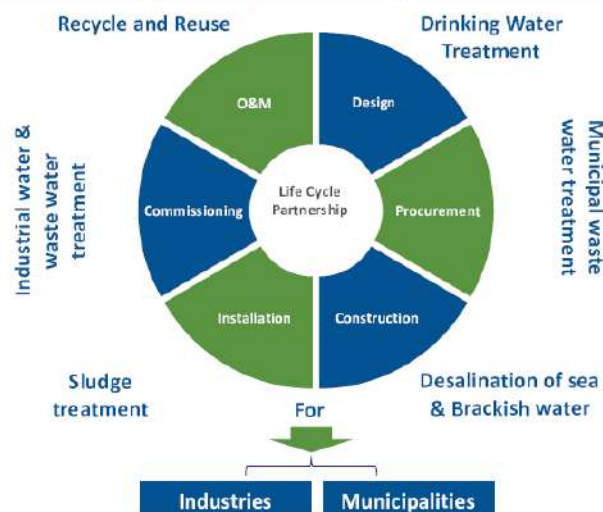 Recycle and Reuse
Drinking Water
Treatment
O&M
Design
Industrial water &
waste water
treatment
Commissioning
Life Cycle
Partnership
Procurement
Municipal waste
water treatment
Installation
Construction
Sludge
treatment
For
Desalination of sea
& Brackish water
Industries
Municipalities